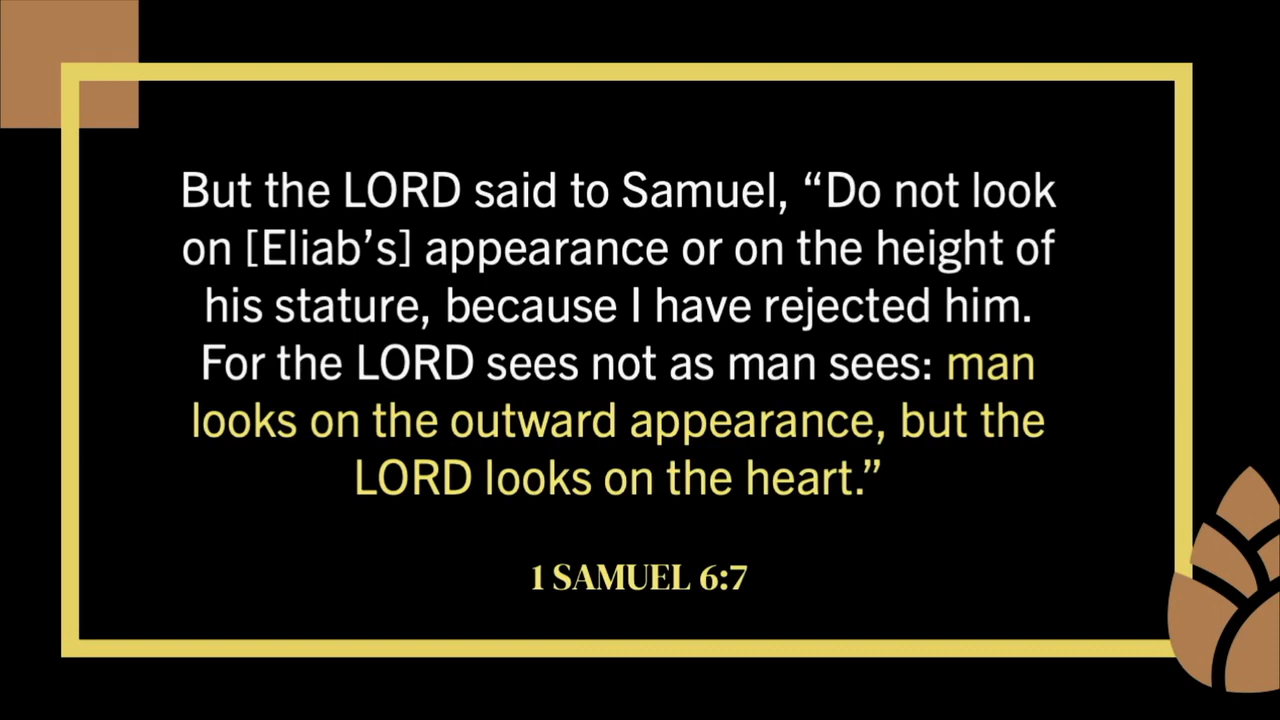 But the LORD said to Samuel, “Do not look
on [Eliab’s] appearance or on the height of
his stature, because I have rejected him.
For the LORD sees not as man sees: man
looks on the outward appearance, but the
LORD looks on the heart.”
1 SAMUEL 6:7